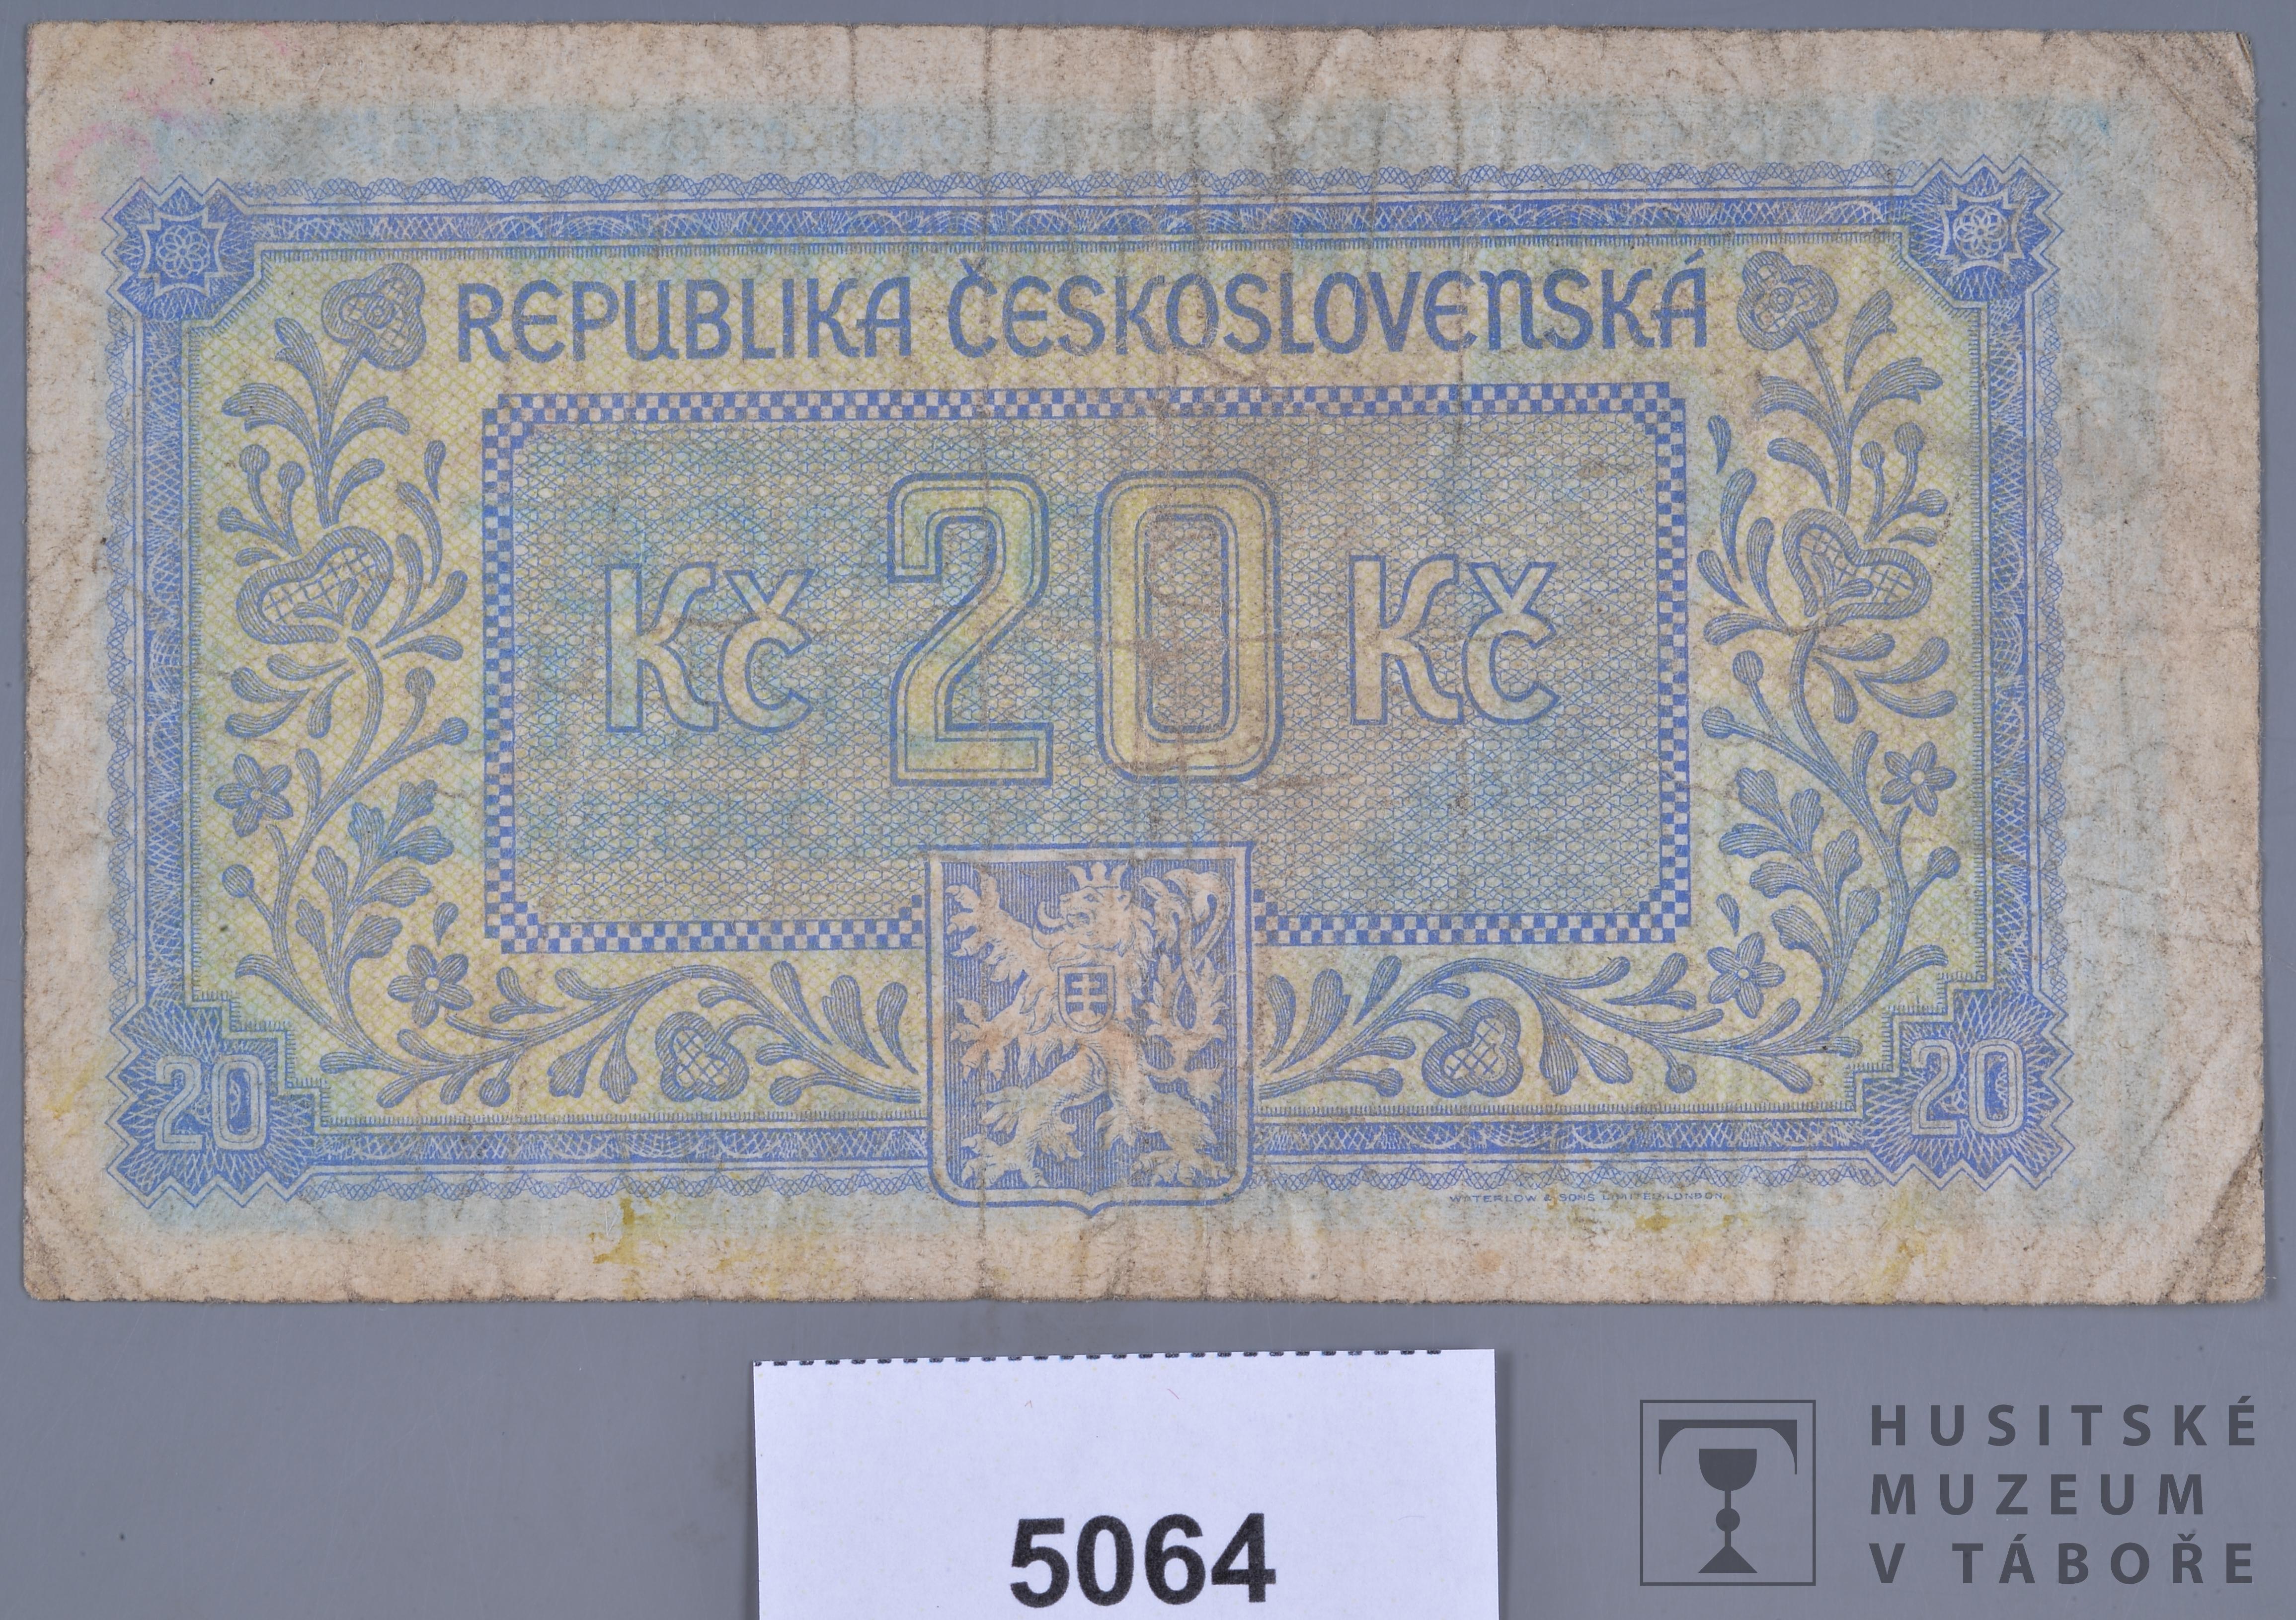 REPUBLIKA ČESKOSLOVENSKÁ
Kč 20 Kč
20
20
WATERLOW & SONS LIMITED, LONDON.
5064
HUSITSKÉ
MUZEUM
V TÁBOŘE